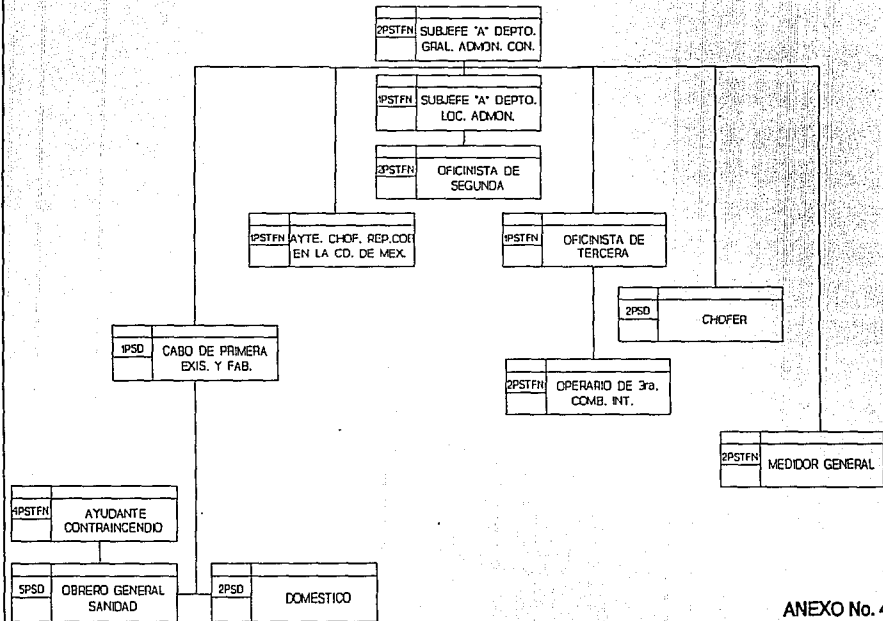 2PSTFN SUBJEFE "A" DEPTO.
GRAL. ADMON. CON.
1PSTFN SUBJEFE "A" DEPTO.
LOC. ADMON.
2PSTFN OFICINISTA DE
SEGUNDA
1PSTFN AYTE. CHOF. REP.COB
EN LA CD. DE MEX.
1PSTFN OFICINISTA DE
TERCERA
2PSD CHOFER
1PSD CABO DE PRIMERA
EXIS. Y FAB.
2PSTFN OPERARIO DE 3ra.
COMB. INT.
2PSTFN MEDIDOR GENERAL
4PSTFN AYUDANTE
CONTRAINCENDIO
5PSD OBRERO GENERAL
SANIDAD
2PSD DOMESTICO
ANEXO No. 4